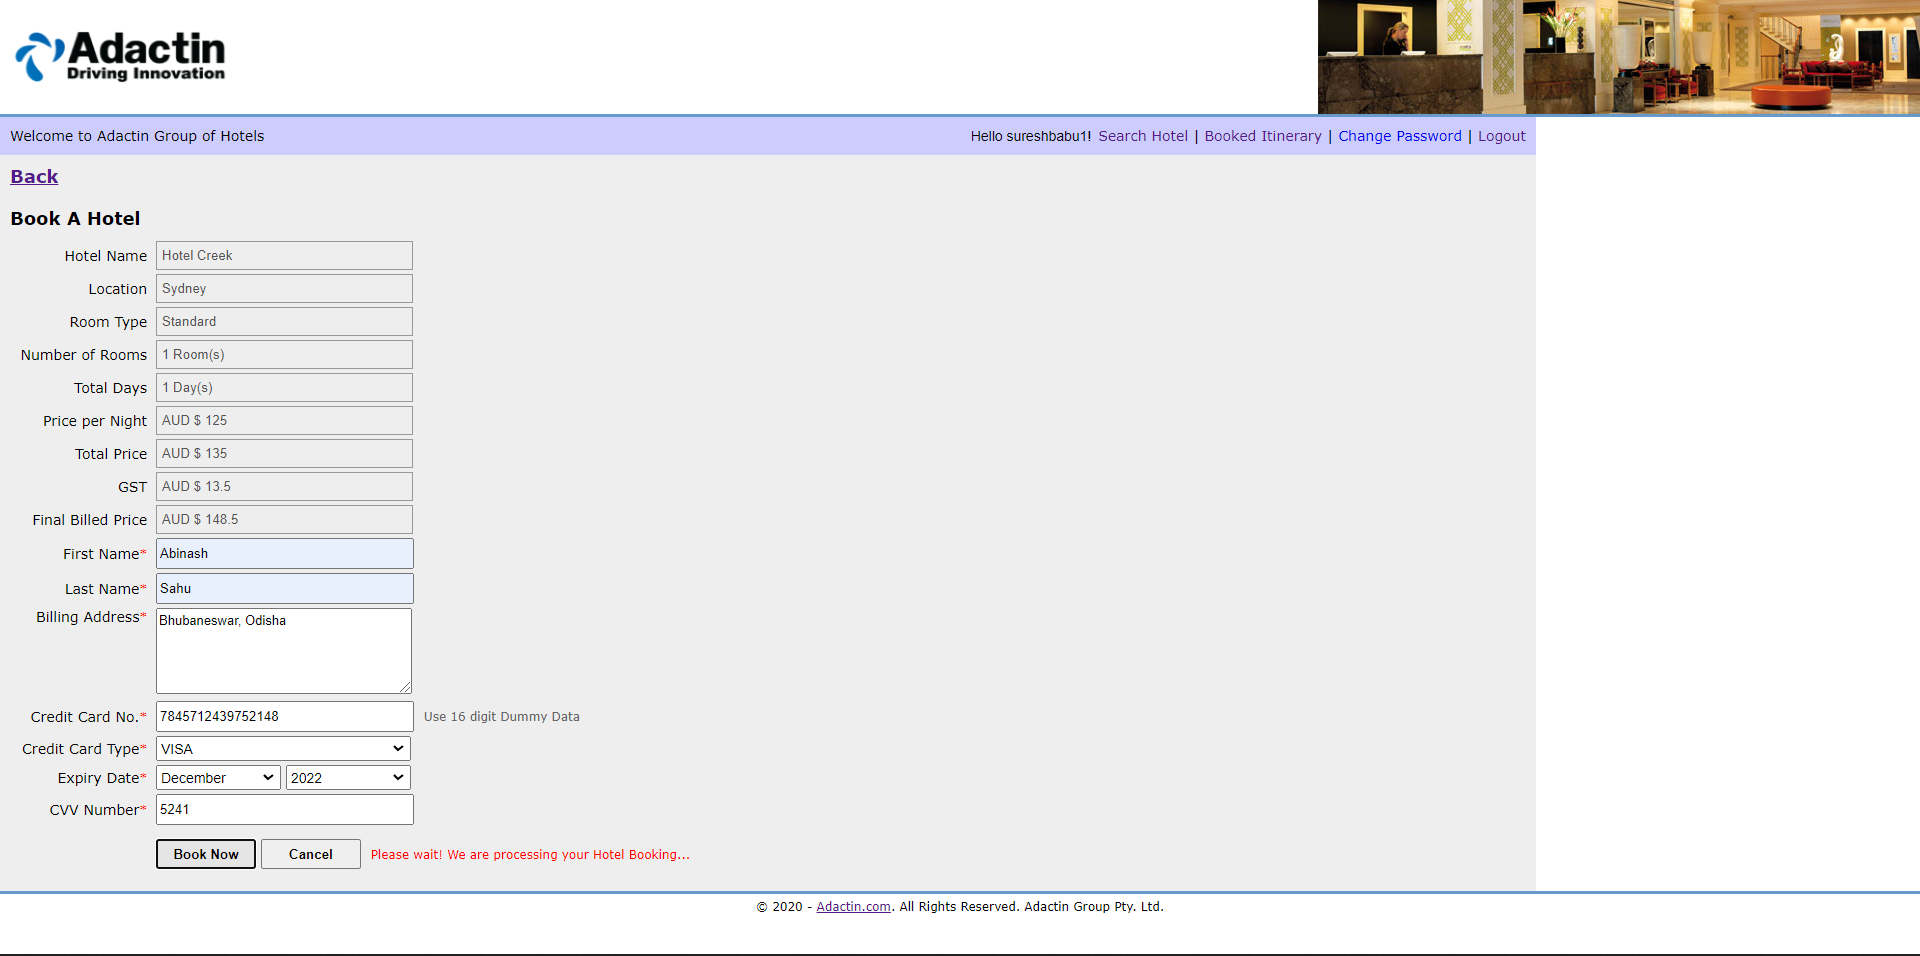 Adactin
Driving Innovation
Welcome to Adactin Group of Hotels
Hello sureshbabu1! Search Hotel | Booked Itinerary | Change Password | Logout
Back
Book A Hotel
Hotel Name Hotel Creek
Location Sydney
Room Type Standard
Number of Rooms 1 Room(s)
Total Days 1 Day(s)
Price per Night AUD $ 125
Total Price AUD $ 135
GST AUD $ 13.5
Final Billed Price AUD $ 148.5
First Name* Abinash
Last Name* Sahu
Billing Address* Bhubaneswar, Odisha
Credit Card No.* 7845712439752148 Use 16 digit Dummy Data
Credit Card Type* VISA
Expiry Date* December 2022
CVV Number* 5241
Book Now Cancel Please wait! We are processing your Hotel Booking...
© 2020 - Adactin.com. All Rights Reserved. Adactin Group Pty. Ltd.